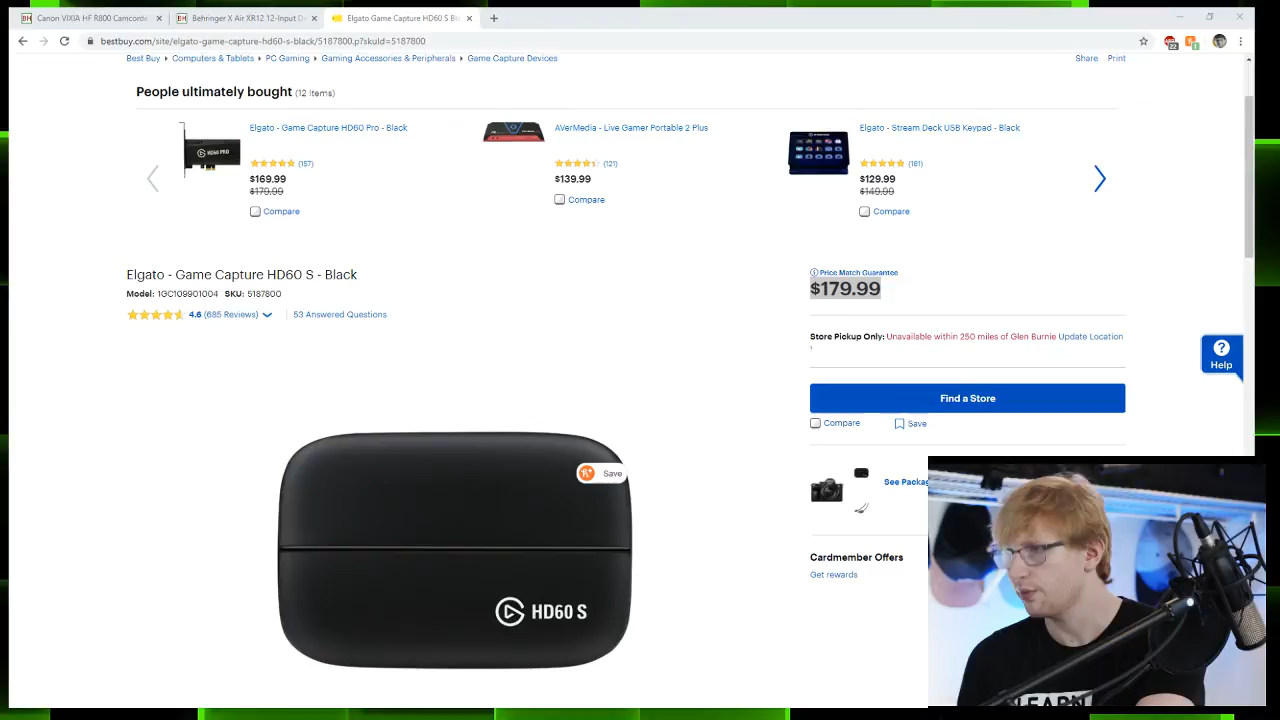 Canon VIXIA HF R800 Camcorde
Behringer X Air XR12 12-Input D
Elgato Game Capture HD60 S Bl
bestbuy.com/site/elgato-game-capture-hd60-s-black/5187800.p?skuId=5187800
22
1
Best Buy Computers & Tablets PC Gaming Gaming Accessories & Peripherals Game Capture Devices
Share Print
People ultimately bought (12 Items)
Elgato - Game Capture HD60 Pro - Black
(157)
$169.99
$179.99
Compare
AVerMedia - Live Gamer Portable 2 Plus
(121)
$139.99
Compare
Elgato - Stream Deck USB Keypad - Black
(181)
$129.99
$149.99
Compare
Elgato - Game Capture HD60 S - Black
Model: 1GC109901004 SKU: 5187800
4.6 (685 Reviews) 53 Answered Questions
Price Match Guarantee
$179.99
Store Pickup Only: Unavailable within 250 miles of Glen Burnie Update Location
Help
Find a Store
Compare Save
Save
See Packag
Cardmember Offers
Get rewards
HD60 PRO
HD60 S
LEARN